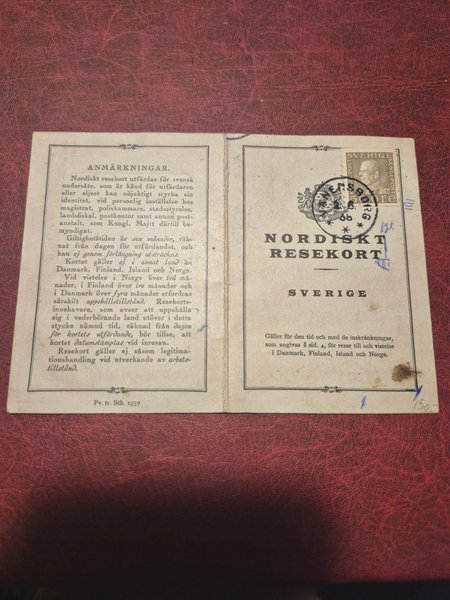 ANMÄRKNINGAR.
Nordiskt resekort utfärdas för svensk
undersåte, som är känd för utfärdaren
eller eljest kan nöjaktigt styrka sin
identitet, vid personlig inställelse hos
magistrat, polishammare, stadsstyrelse,
landsfiskal, postkontor samt annan post-
anstalt, som Kungl. Maj:t därtill be-
myndigat.
Giltighetstiden är sex månader, räk-
nat från dagen för utfärdandet, och
kan ej genom förlängning utsträckas.
Kortet gäller ej i annat land än
Danmark, Finland, Island och Norge.
Vid vistelse i Norge över två må-
nader, i Finland över tre månader och
i Danmark över fyra månader erfordras
särskilt uppehållstillstånd. Resekorts-
innehavare, som avser att uppehålla
sig i vederbörande land utöver i detta
stycke nämnd tid, räknat från dagen
för kortets utfärdande, bör tillse, att
kortet datumstämplas vid inresan.
Resekort gäller ej såsom legitima-
tionshandling vid utverkande av arbets-
tillstånd.
Pv. tr. Sth. 1937
SVERIGE
NORDISKT
RESEKORT
SVERIGE
Gäller för den tid och med de inskränkningar,
som angivas å sid. 4, för resor till och vistelse
i Danmark, Finland, Island och Norge.